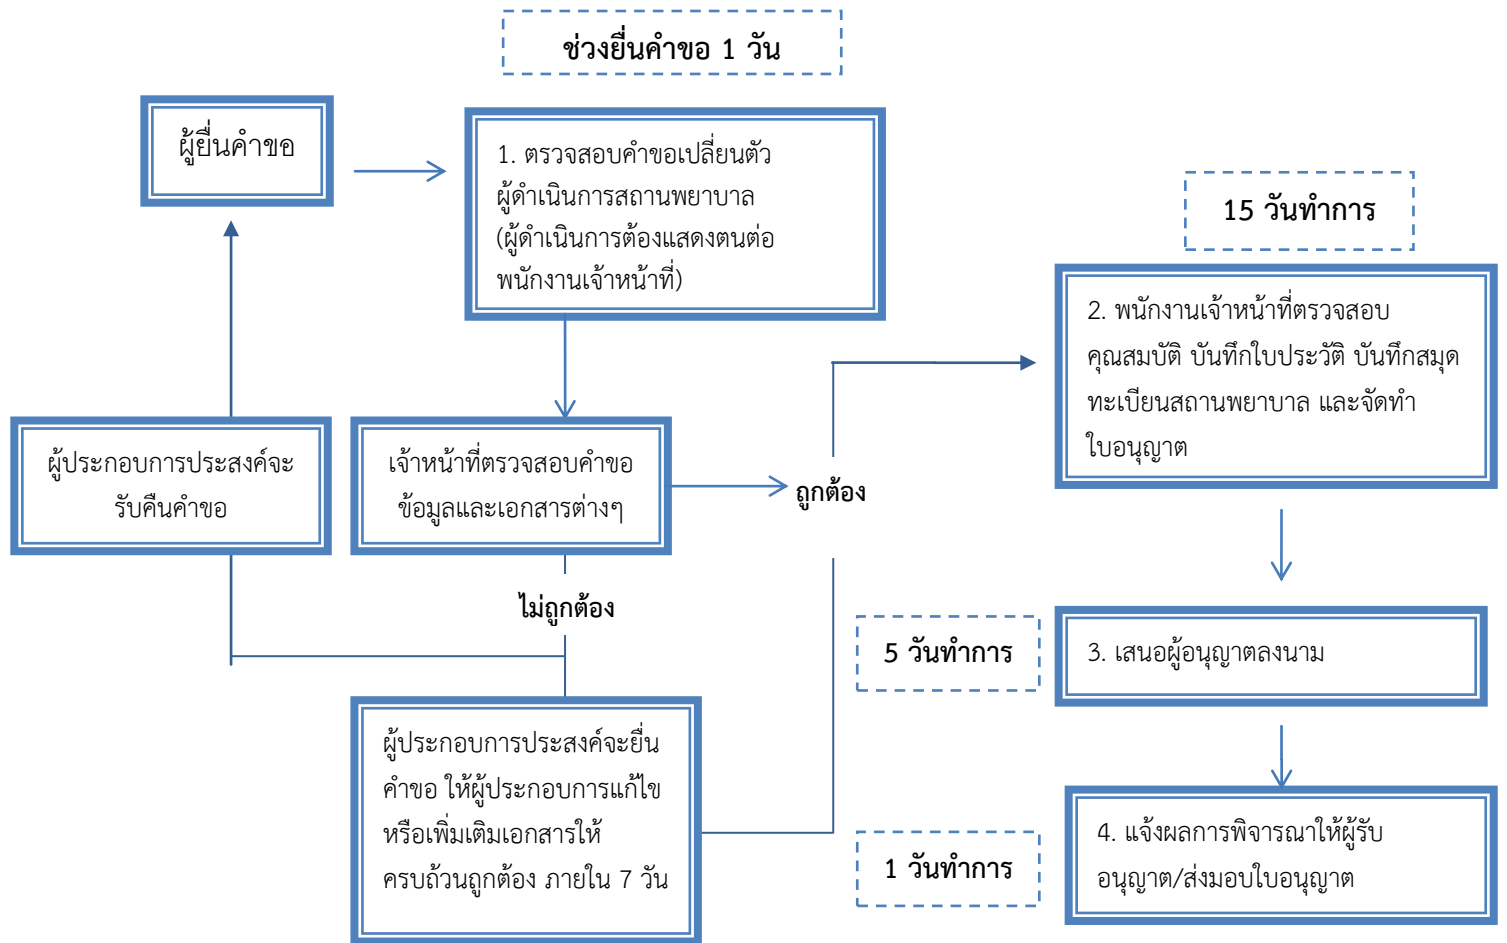 ช่วงยื่นคำขอ 1 วัน
ผู้ยื่นคำขอ
1. ตรวจสอบคำขอเปลี่ยนตัว
ผู้ดำเนินการสถานพยาบาล
(ผู้ดำเนินการต้องแสดงตนต่อ
พนักงานเจ้าหน้าที่)
15 วันทำการ
2. พนักงานเจ้าหน้าที่ตรวจสอบ
คุณสมบัติ บันทึกใบประวัติ บันทึกสมุด
ทะเบียนสถานพยาบาล และจัดทำ
ใบอนุญาต
ผู้ประกอบการประสงค์จะ
รับคืนคำขอ
เจ้าหน้าที่ตรวจสอบคำขอ
ข้อมูลและเอกสารต่างๆ
ถูกต้อง
ไม่ถูกต้อง
5 วันทำการ
3. เสนอผู้อนุญาตลงนาม
ผู้ประกอบการประสงค์จะยื่น
คำขอ ให้ผู้ประกอบการแก้ไข
หรือเพิ่มเติมเอกสารให้
ครบถ้วนถูกต้อง ภายใน 7 วัน
1 วันทำการ
4. แจ้งผลการพิจารณาให้ผู้รับ
อนุญาต/ส่งมอบใบอนุญาต